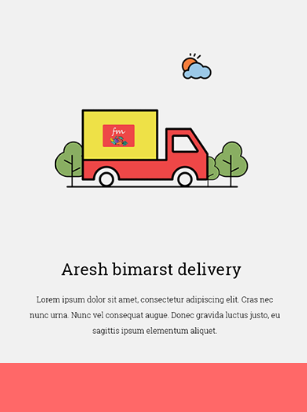 fm
Aresh bimarst delivery
Lorem ipsum dolor sit amet, consectetur adipiscing elit. Cras nec
nunc urna. Nunc vel consequat augue. Donec gravida luctus justo, eu
sagittis ipsum elementum aliquet.